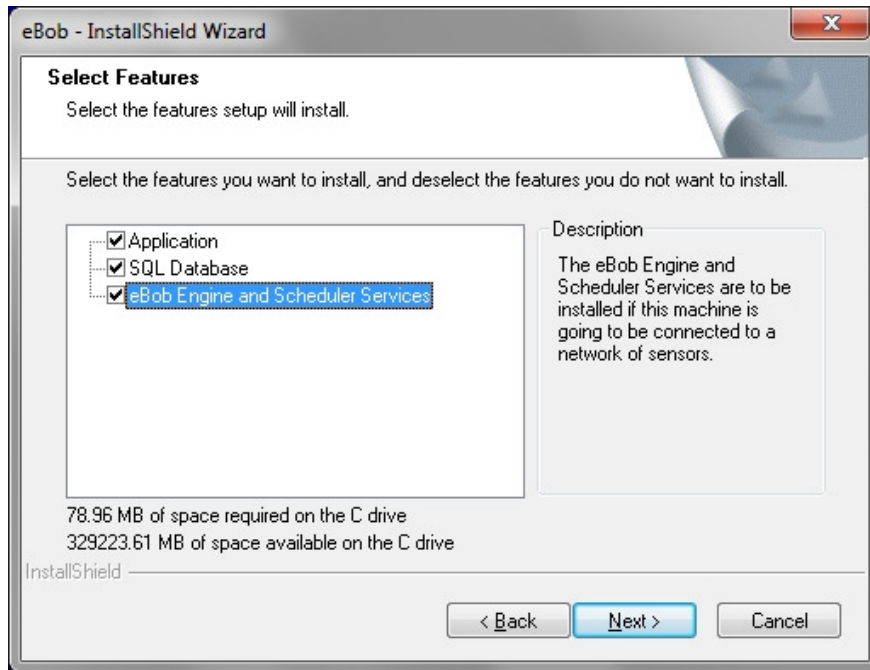 eBob - InstallShield Wizard
Select Features
Select the features setup will install.
Select the features you want to install, and deselect the features you do not want to install.
Application
SQL Database
eBob Engine and Scheduler Services
Description
The eBob Engine and
Scheduler Services are to be
installed if this machine is
going to be connected to a
network of sensors.
78.96 MB of space required on the C drive
329223.61 MB of space available on the C drive
InstallShield
< Back
Next >
Cancel